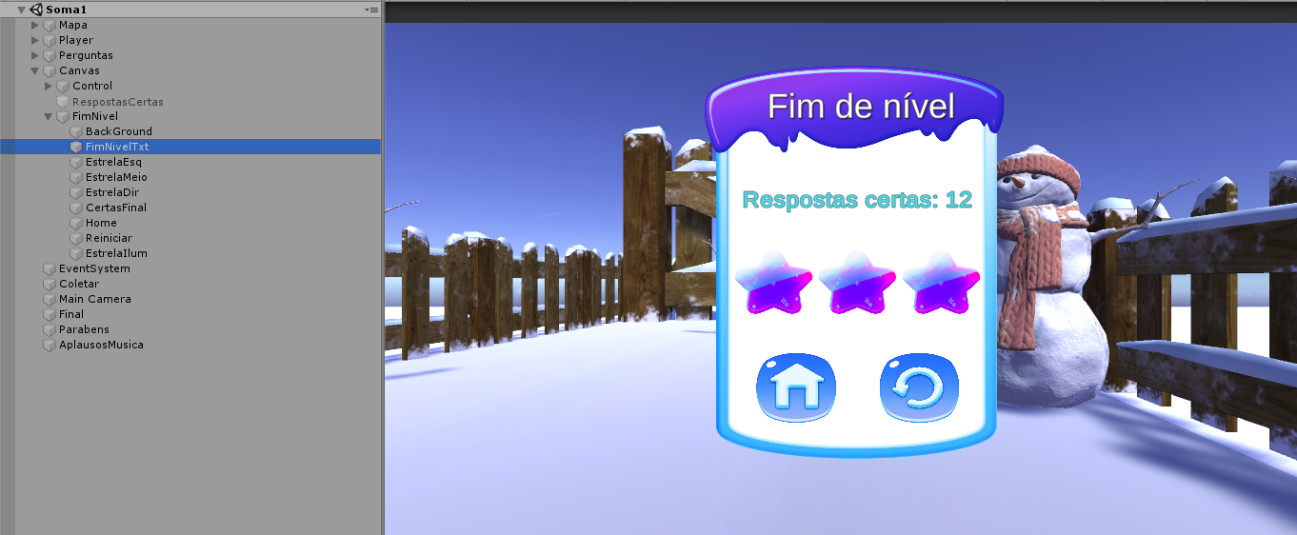 Soma1
Mapa
Player
Perguntas
Canvas
Control
RespostasCertas
FimNivel
BackGround
FimNivelTxt
EstrelaEsq
EstrelaMeio
EstrelaDir
CertasFinal
Home
Reiniciar
EstrelaIlum
EventSystem
Coletar
Main Camera
Final
Parabens
AplausosMusica
Fim de nível
Respostas certas: 12